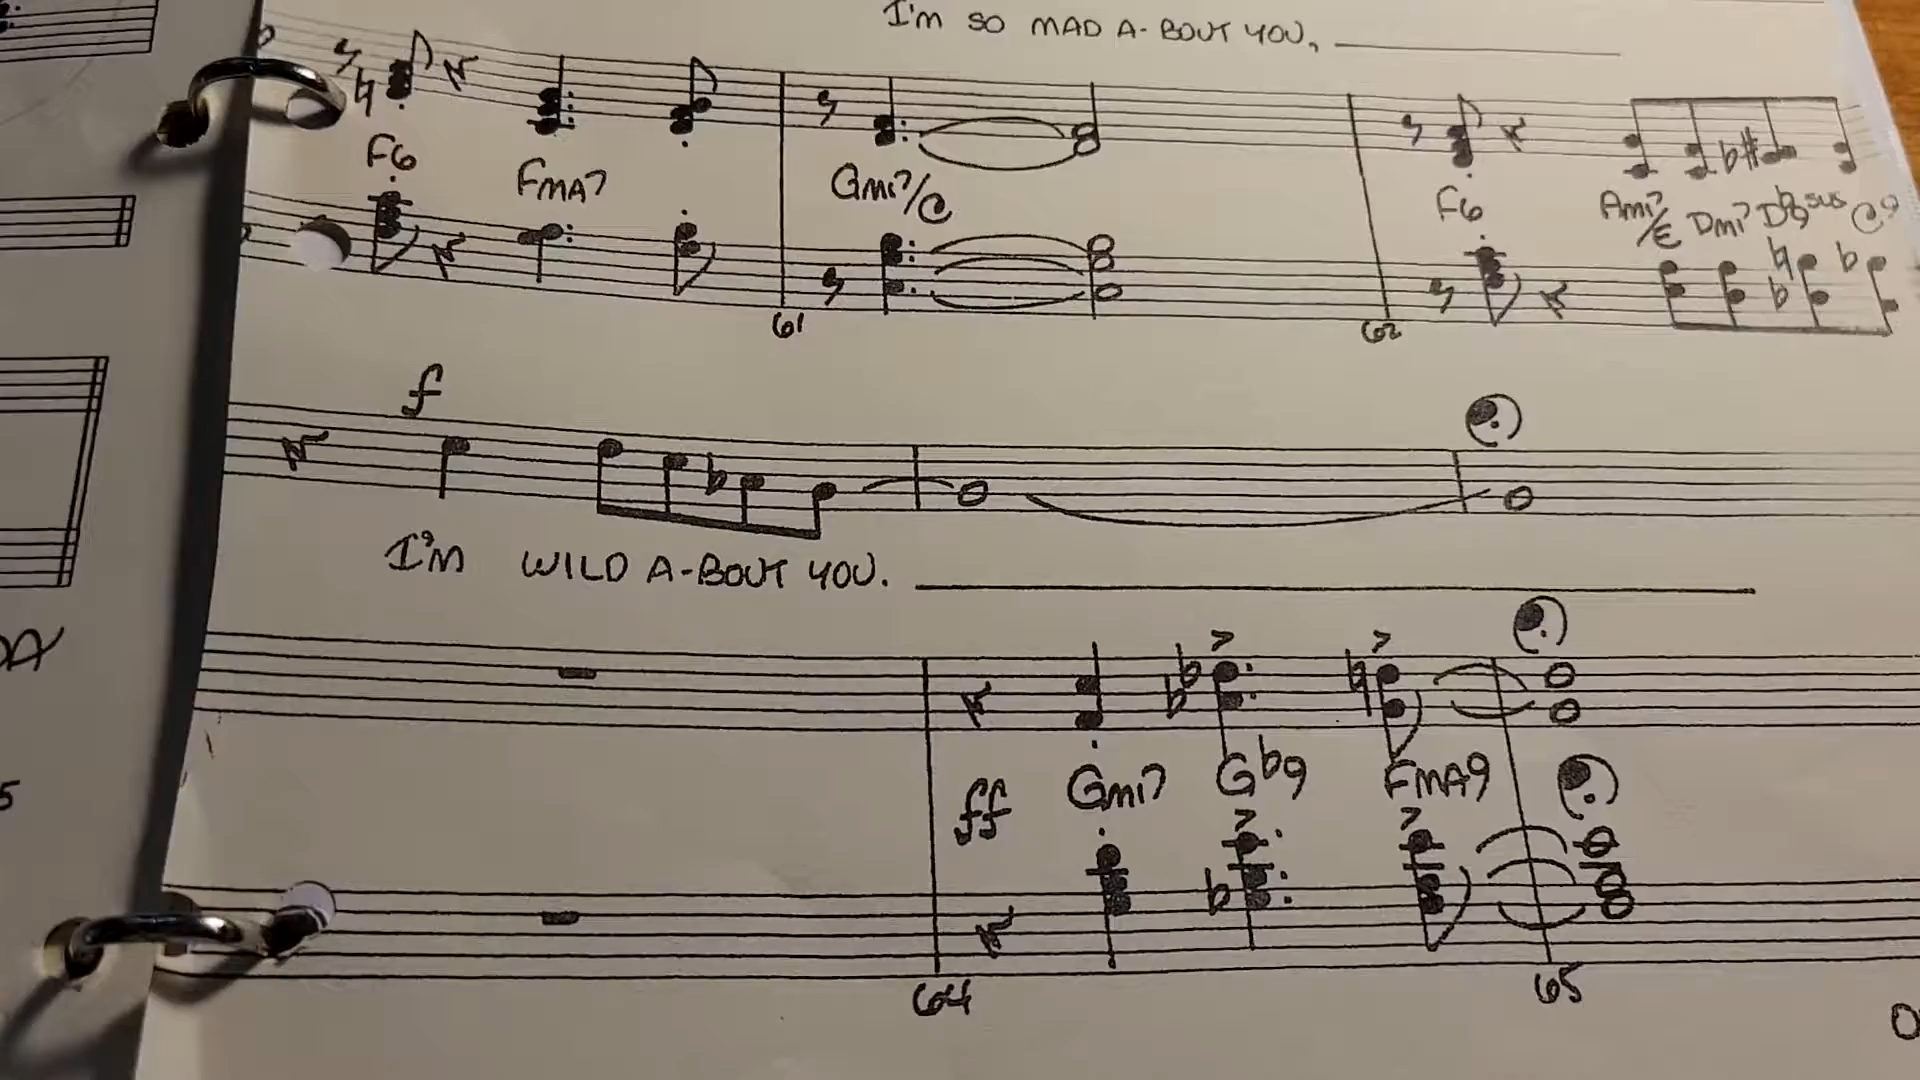 I'M SO MAD A-BOUT YOU,
F6 FMA7 Gmi7/C F6 Ami7/E Dmi7 C9
61 62
f
I'M WILD A-BOUT YOU.
ff Gmi7 Gb9 FMA9
64 65